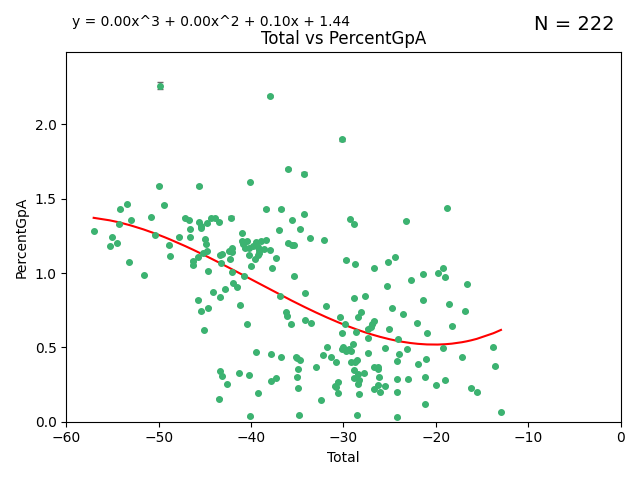 y = 0.00x^3 + 0.00x^2 + 0.10x + 1.44
N = 222
Total vs PercentGpA
PercentGpA
2.0
1.5
1.0
0.5
0.0
−60
−50
−40
−30
−20
−10
0
Total